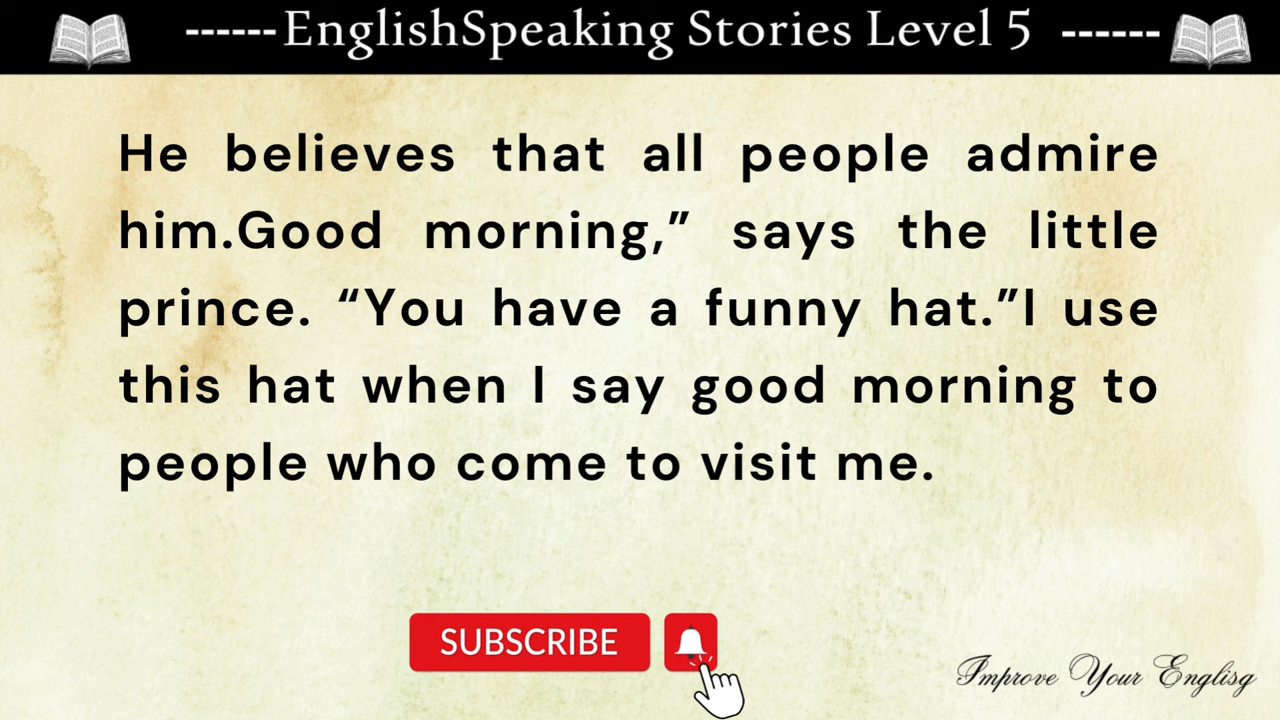 ------EnglishSpeaking Stories Level 5 ------
He believes that all people admire
him.Good morning,” says the little
prince. “You have a funny hat.”I use
this hat when I say good morning to
people who come to visit me.
SUBSCRIBE
Improve Your Englisg